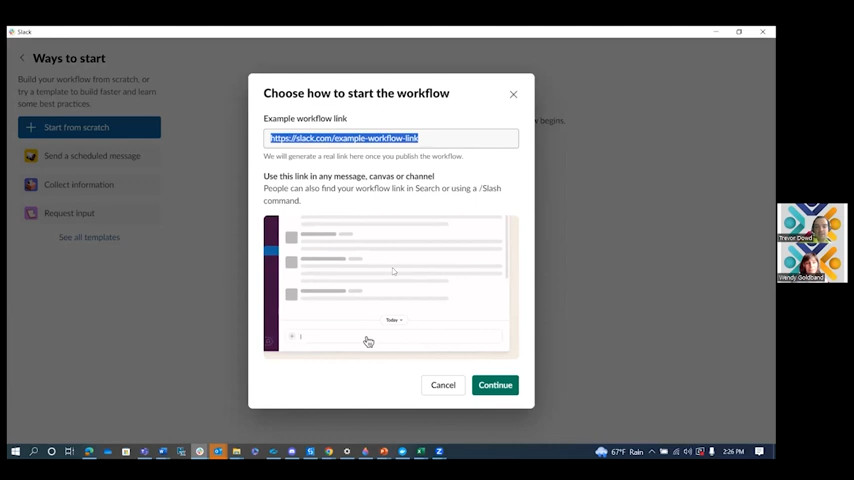 Slack
Ways to start
Build your workflow from scratch, or
try a template to build faster and learn
some best practices.
Start from scratch
Send a scheduled message
Collect information
Request input
See all templates
begins.
Choose how to start the workflow
Example workflow link
https://slack.com/example-workflow-link
We will generate a real link here once you publish the workflow.
Use this link in any message, canvas or channel
People can also find your workflow link in Search or using a /Slash
command.
Today
Cancel
Continue
Trevor Dowd
Wendy Goldband
67°F Rain
2:26 PM